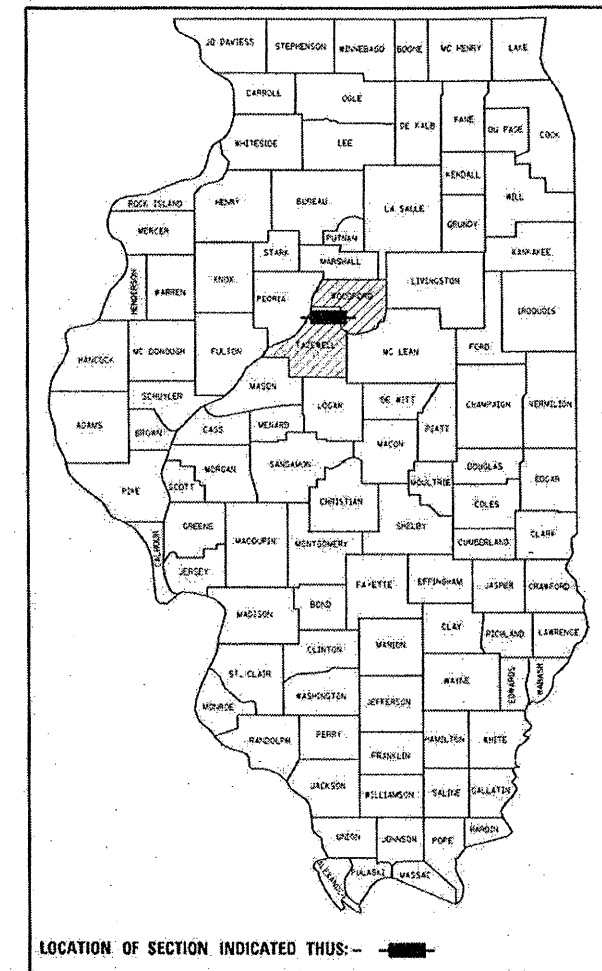 JO DAVIESS STEPHENSON WINNEBAGO BOONE MC HENRY LAKE
CARROLL OGLE
DE KALB KANE DU PAGE COOK
WHITESIDE LEE
KENDALL WILL
ROCK ISLAND HENRY BUREAU LA SALLE GRUNDY
MERCER PUTNAM KANKAKEE
STARK MARSHALL
HENDERSON WARREN KNOX PEORIA LIVINGSTON
WOODFORD IROQUOIS
HANCOCK MC DONOUGH FULTON TAZEWELL MC LEAN FORD
SCHUYLER MASON
LOGAN DE WITT CHAMPAIGN VERMILION
ADAMS BROWN CASS MENARD PIATT
MACON
MORGAN SANGAMON DOUGLAS
PIKE SCOTT MOULTRIE EDGAR
CHRISTIAN COLES
GREENE SHELBY
CALHOUN MACOUPIN MONTGOMERY CUMBERLAND CLARK
JERSEY
FAYETTE EFFINGHAM JASPER CRAWFORD
MADISON BOND
CLAY RICHLAND LAWRENCE
CLINTON MARION
ST. CLAIR WAYNE EDWARDS WABASH
WASHINGTON JEFFERSON
MONROE
RANDOLPH PERRY HAMILTON WHITE
FRANKLIN
JACKSON WILLIAMSON SALINE GALLATIN
UNION JOHNSON POPE HARDIN
ALEXANDER PULASKI MASSAC
LOCATION OF SECTION INDICATED THUS:-